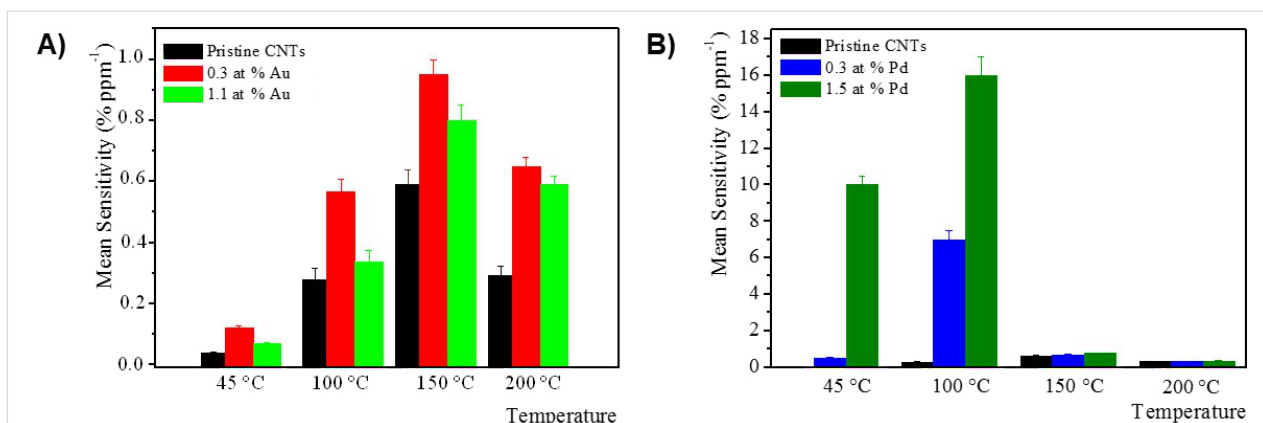 A)
Mean Sensitivity (% ppm⁻¹)
1.0
0.8
0.6
0.4
0.2
0.0
Pristine CNTs
0.3 at % Au
1.1 at % Au
45 °C
100 °C
150 °C
200 °C
Temperature
B)
Mean Sensitivity (% ppm⁻¹)
18
16
14
12
10
8
6
4
2
0
Pristine CNTs
0.3 at % Pd
1.5 at % Pd
45 °C
100 °C
150 °C
200 °C
Temperature